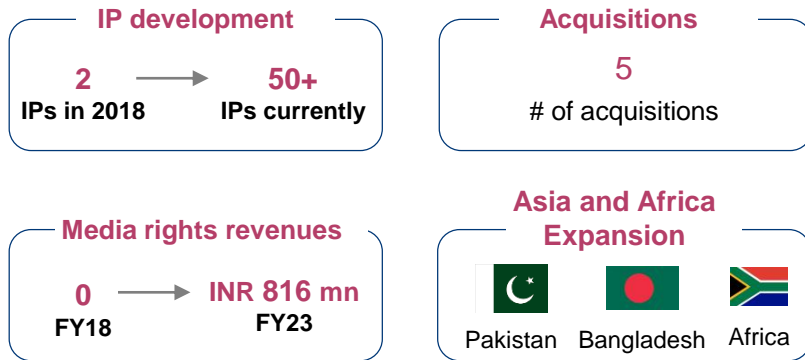 IP development
2
50+
IPs in 2018
IPs currently
Acquisitions
5
# of acquisitions
Media rights revenues
0
INR 816 mn
FY18
FY23
Asia and Africa
Expansion
Pakistan
Bangladesh
Africa